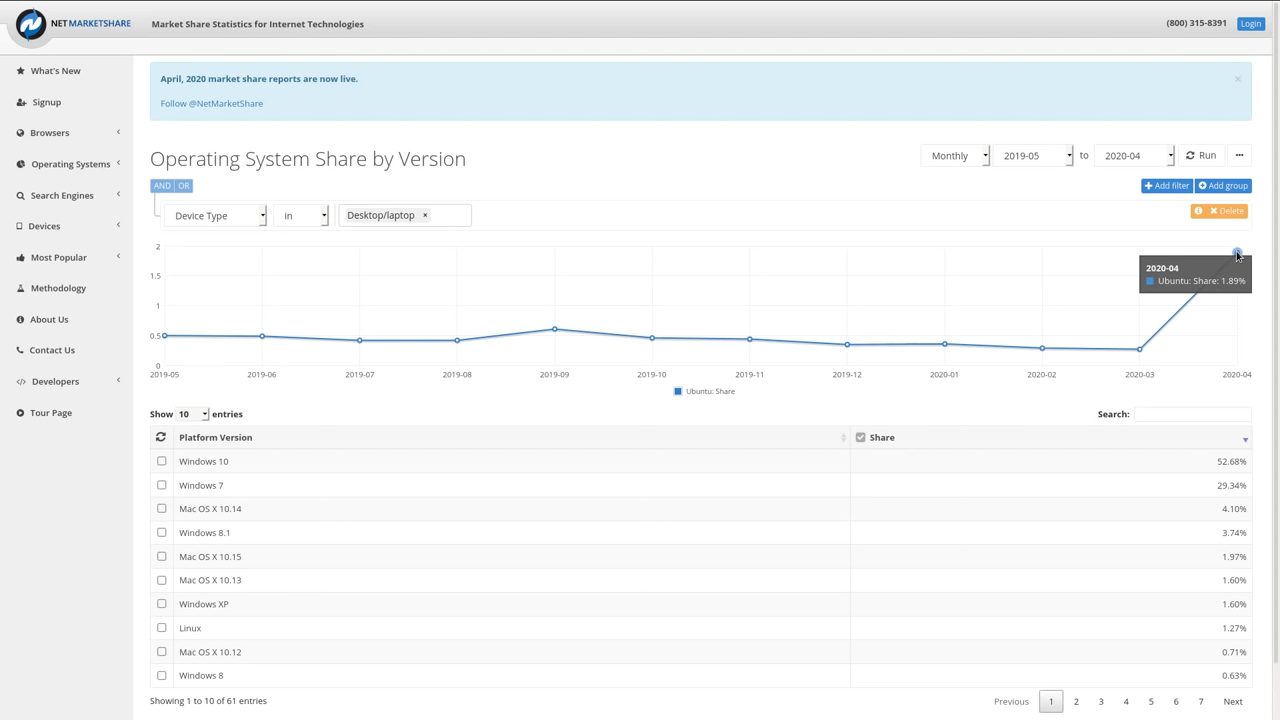 NETMARKETSHARE Market Share Statistics for Internet Technologies (800) 315-8391 Login
What's New
Signup
Browsers
Operating Systems
Search Engines
Devices
Most Popular
Methodology
About Us
Contact Us
Developers
Tour Page
April, 2020 market share reports are now live. ×
Follow @NetMarketShare
Operating System Share by Version Monthly 2019-05 to 2020-04 Run
AND OR Add filter Add group
Device Type in Desktop/laptop × Delete
2
1.5
1
0.5
0
2020-04
Ubuntu: Share: 1.89%
2019-05 2019-06 2019-07 2019-08 2019-09 2019-10 2019-11 2019-12 2020-01 2020-02 2020-03 2020-04
Ubuntu: Share
Show 10 entries Search:
Platform Version Share
Windows 10 52.68%
Windows 7 29.34%
Mac OS X 10.14 4.10%
Windows 8.1 3.74%
Mac OS X 10.15 1.97%
Mac OS X 10.13 1.60%
Windows XP 1.60%
Linux 1.27%
Mac OS X 10.12 0.71%
Windows 8 0.63%
Showing 1 to 10 of 61 entries Previous 1 2 3 4 5 6 7 Next